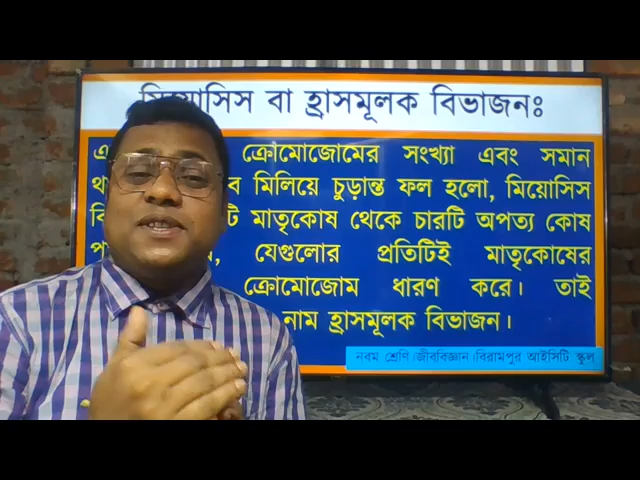 মিয়োসিস বা হ্রাসমূলক বিভাজনঃ
ক্রোমোজোমের সংখ্যা এবং সমান
মিলিয়ে চুড়ান্ত ফল হলো, মিয়োসিস
মাতৃকোষ থেকে চারটি অপত্য কোষ
যেগুলোর প্রতিটিই মাতৃকোষের
ক্রোমোজোম ধারণ করে। তাই
নাম হ্রাসমূলক বিভাজন।
নবম শ্রেণি।জীববিজ্ঞান।বিরামপুর আইসিটি স্কুল